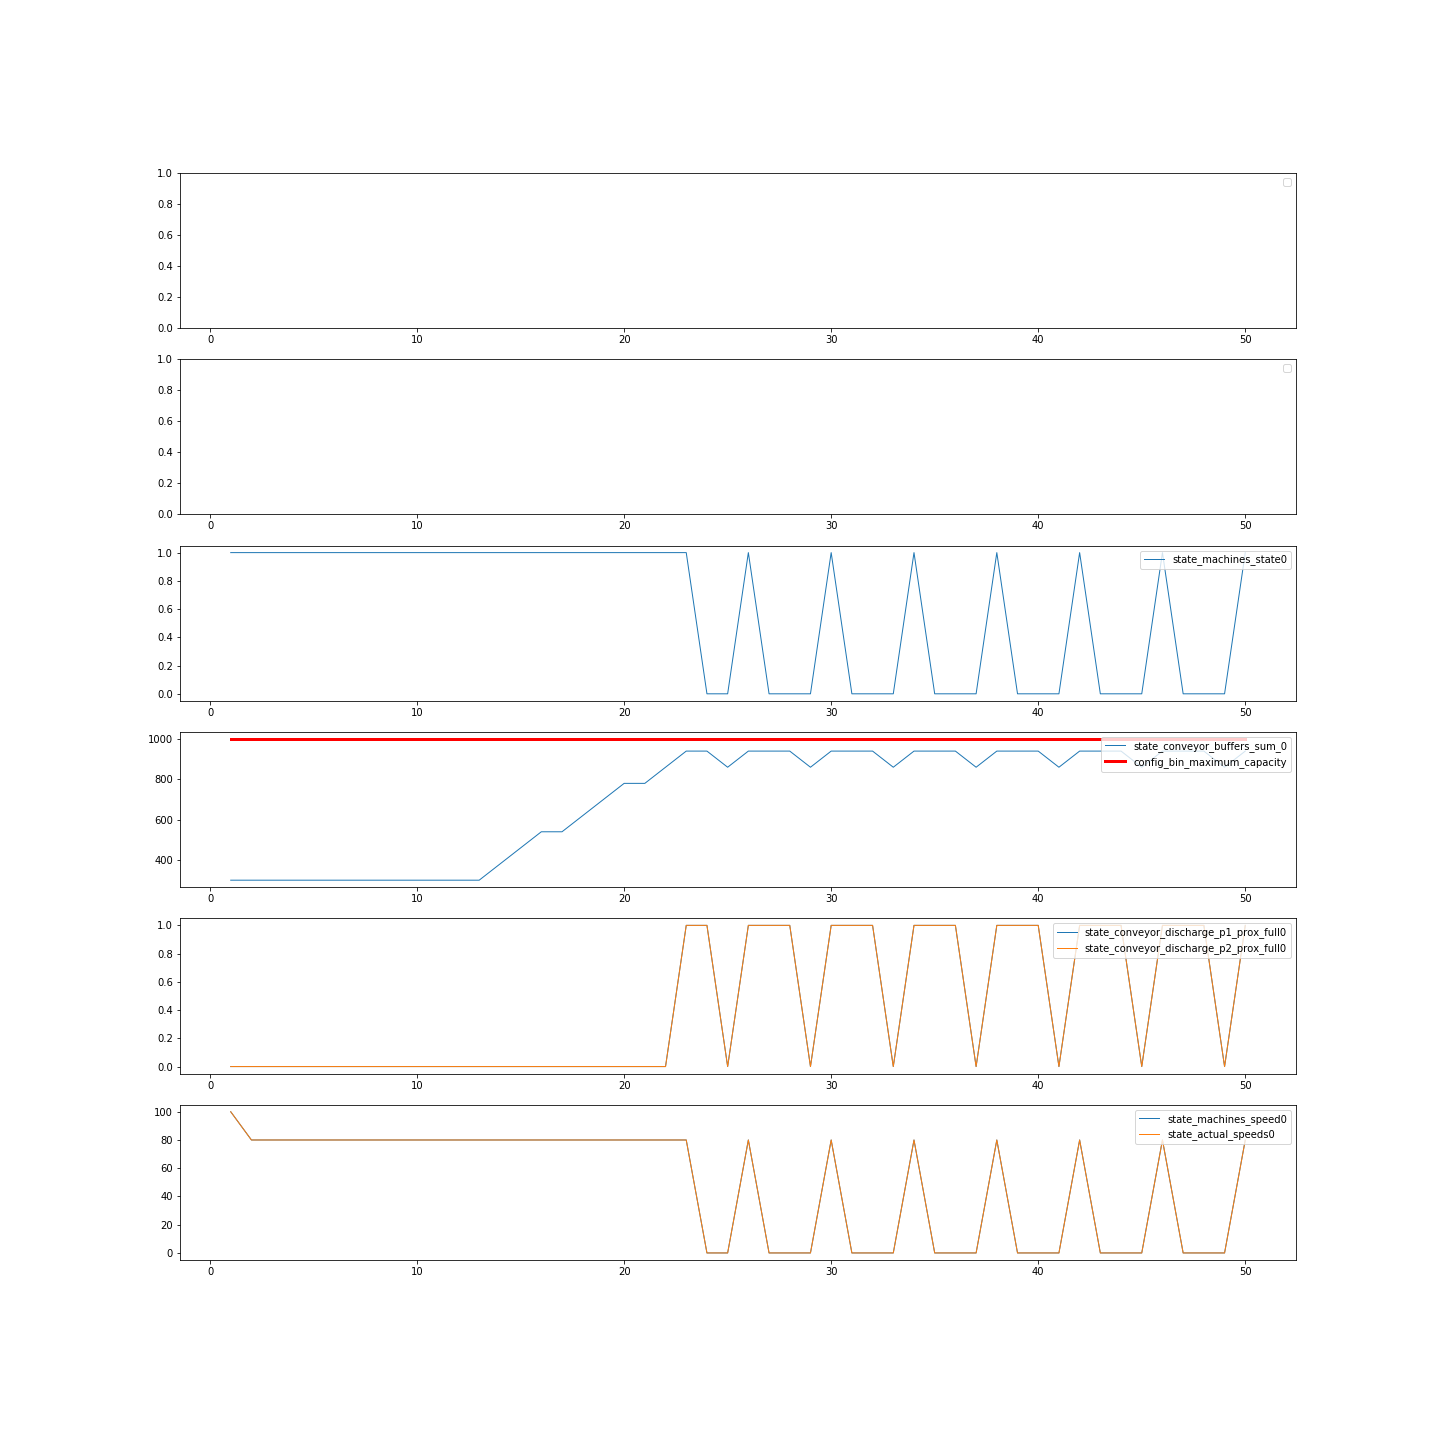 1.0
0.8
0.6
0.4
0.2
0.0
0 10 20 30 40 50
1.0
0.8
0.6
0.4
0.2
0.0
0 10 20 30 40 50
state_machines_state0
1.0
0.8
0.6
0.4
0.2
0.0
0 10 20 30 40 50
state_conveyor_buffers_sum_0
config_bin_maximum_capacity
1000
800
600
400
0 10 20 30 40 50
state_conveyor_discharge_p1_prox_full0
state_conveyor_discharge_p2_prox_full0
1.0
0.8
0.6
0.4
0.2
0.0
0 10 20 30 40 50
state_machines_speed0
state_actual_speeds0
100
80
60
40
20
0
0 10 20 30 40 50